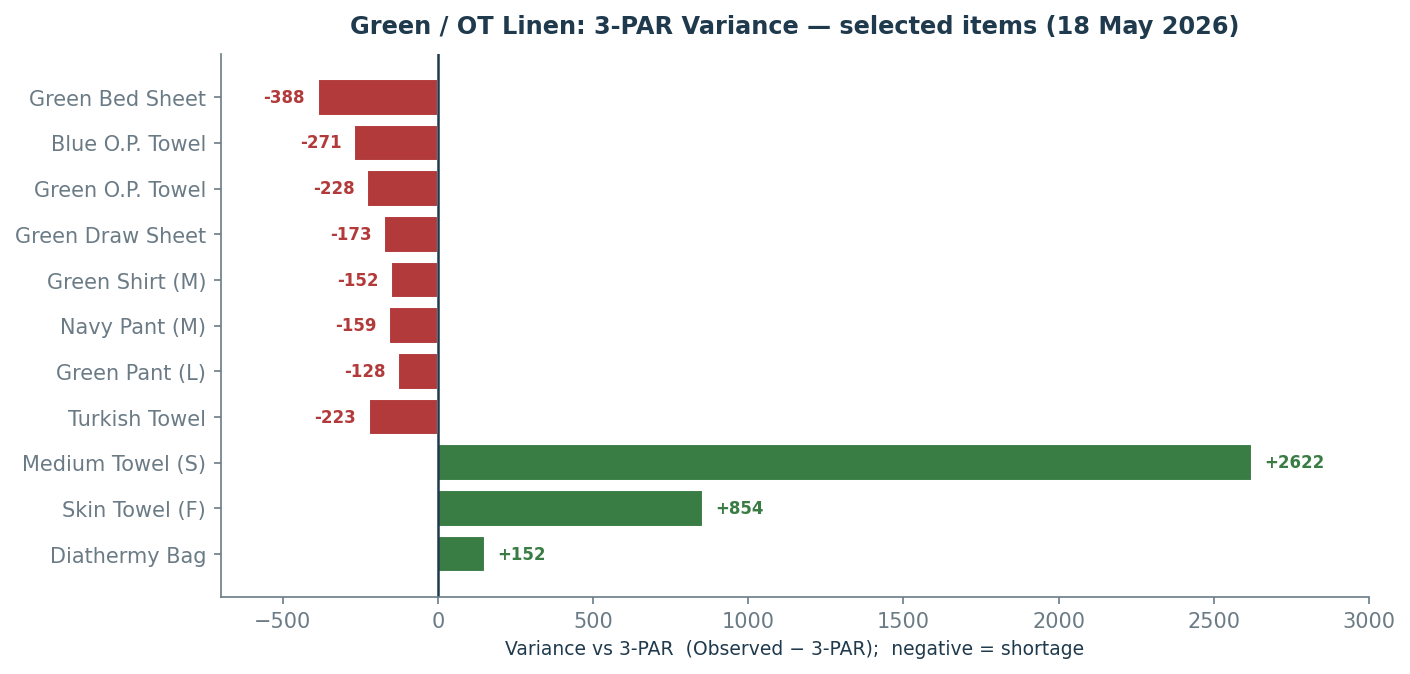 Green / OT Linen: 3-PAR Variance — selected items (18 May 2026)
Green Bed Sheet -388
Blue O.P. Towel -271
Green O.P. Towel -228
Green Draw Sheet -173
Green Shirt (M) -152
Navy Pant (M) -159
Green Pant (L) -128
Turkish Towel -223
Medium Towel (S) +2622
Skin Towel (F) +854
Diathermy Bag +152
−500 0 500 1000 1500 2000 2500 3000
Variance vs 3-PAR (Observed − 3-PAR); negative = shortage